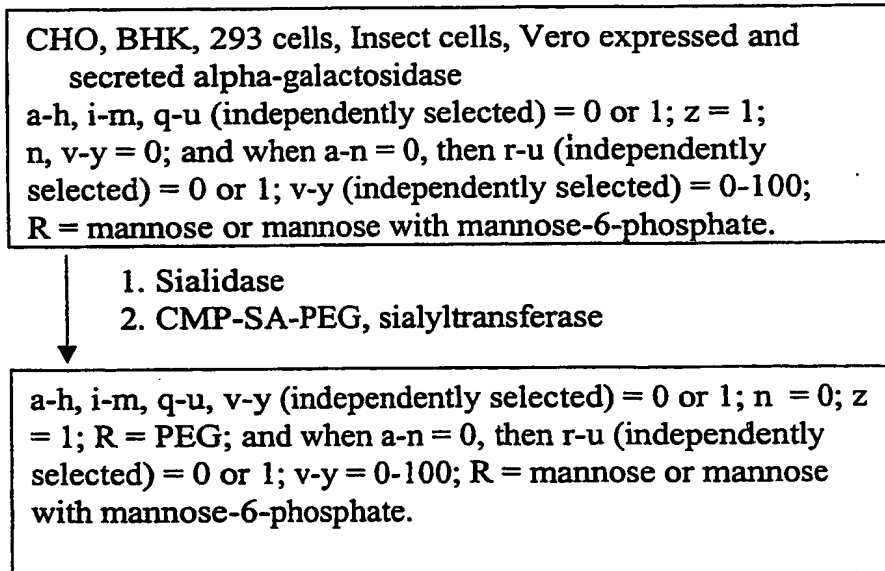 CHO, BHK, 293 cells, Insect cells, Vero expressed and
secreted alpha-galactosidase
a-h, i-m, q-u (independently selected) = 0 or 1; z = 1;
n, v-y = 0; and when a-n = 0, then r-u (independently
selected) = 0 or 1; v-y (independently selected) = 0-100;
R = mannose or mannose with mannose-6-phosphate.
1. Sialidase
2. CMP-SA-PEG, sialyltransferase
a-h, i-m, q-u, v-y (independently selected) = 0 or 1; n = 0; z
= 1; R = PEG; and when a-n = 0, then r-u (independently
selected) = 0 or 1; v-y = 0-100; R = mannose or mannose
with mannose-6-phosphate.